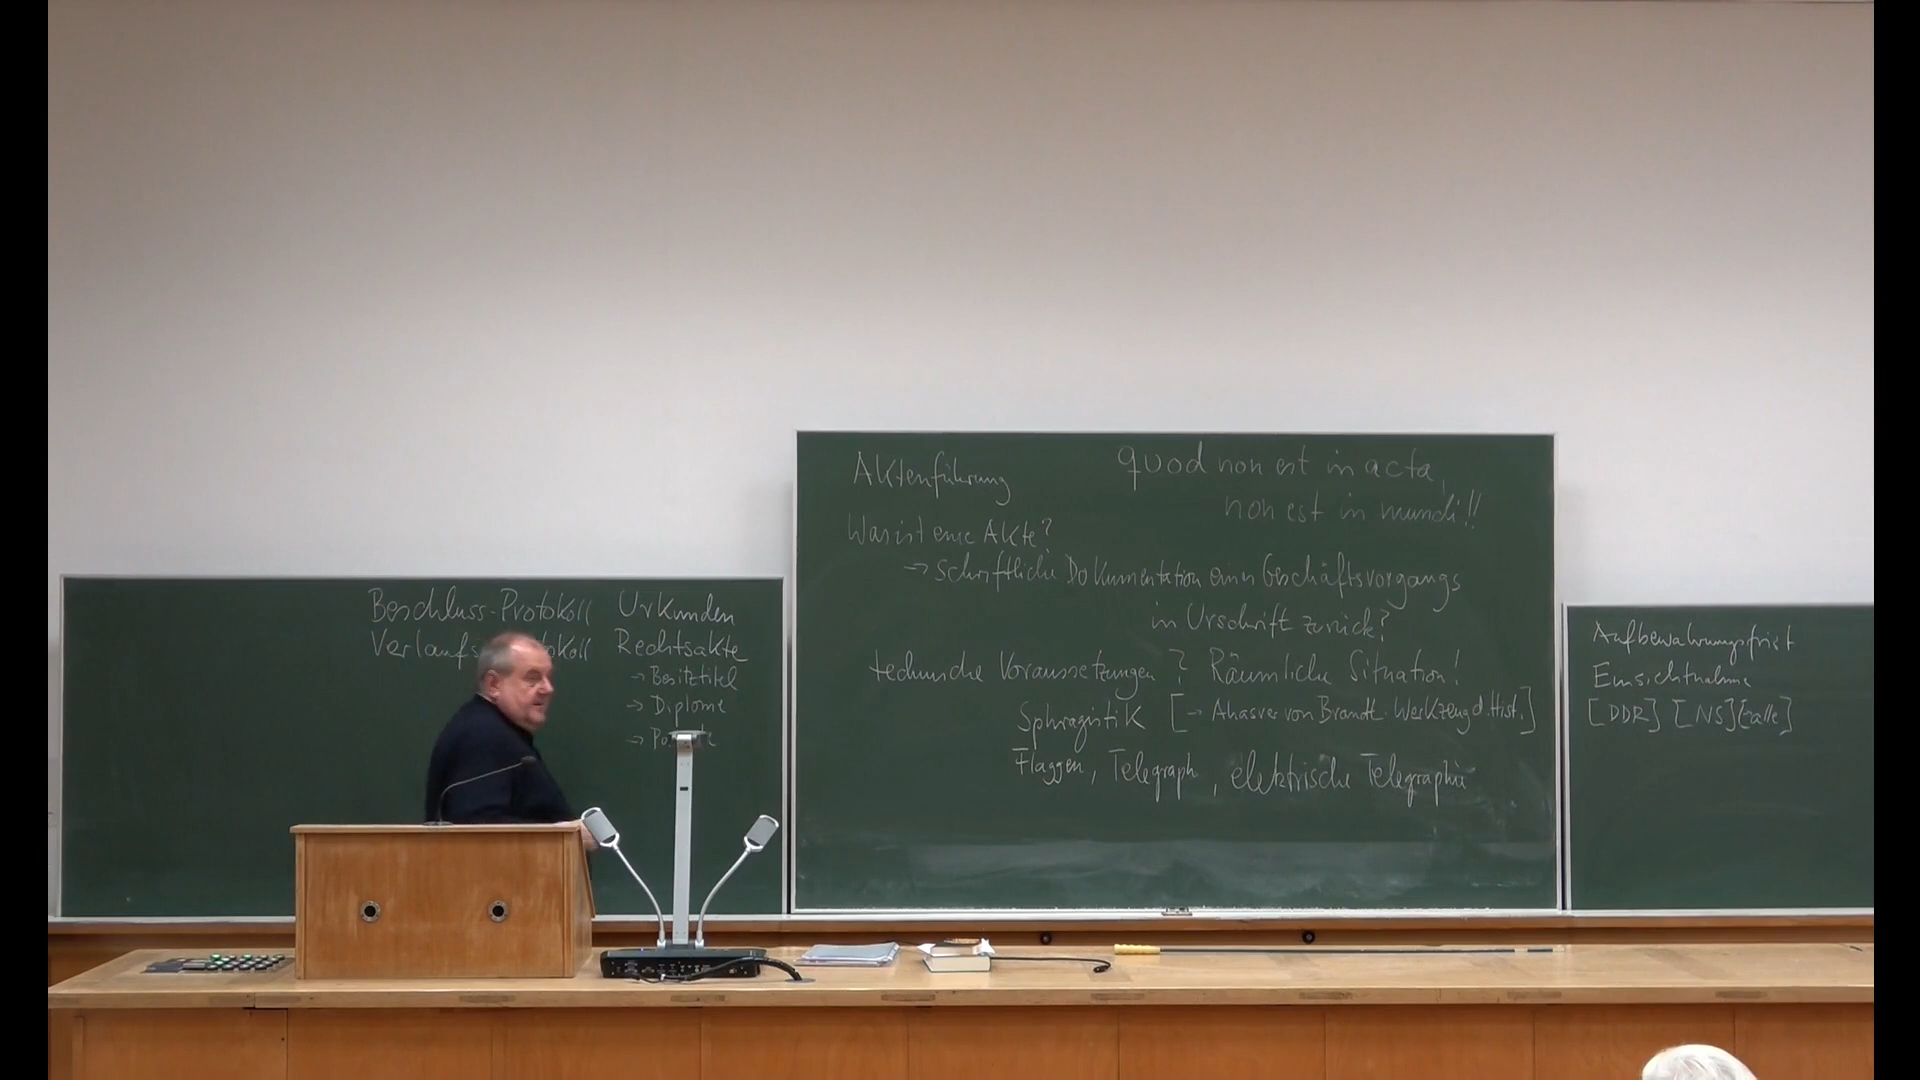 Beschluss-Protokoll
Verlaufs okoll
Urkunden
Rechtsakte
-> Besitztitel
-> Diplome
->
Aktenführung
quod non est in acta,
non est in mundi!!
Was ist eine Akte?
-> schriftliche Dokumentation eines Geschäftsvorgangs
in Urschrift zurück?
technische Voraussetzungen? Räumliche Situation!
Sphragistik [-> Ahasver von Brandt. Werkzeug d. Hist.]
Flaggen, Telegraph, elektrische Telegraphie
Aufbewahrungsfrist
Einsichtnahme
[DDR] [NS]